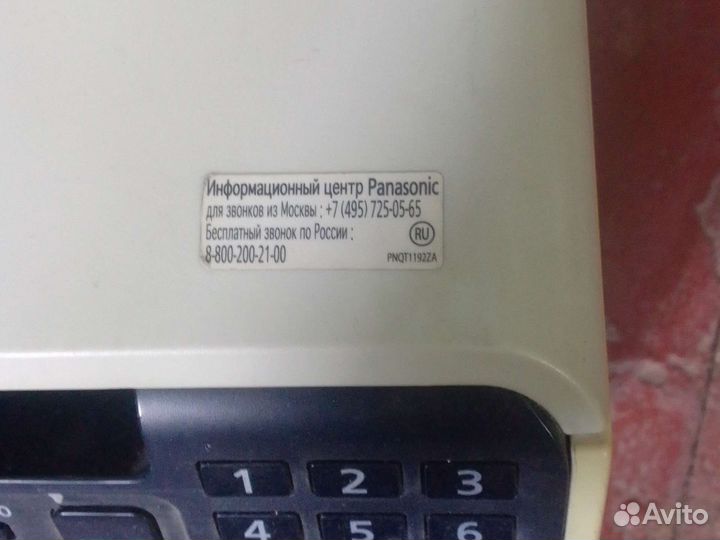 Информационный центр Panasonic
для звонков из Москвы : +7 (495) 725-05-65
Бесплатный звонок по России :
RU
8-800-200-21-00
PNQT1192ZA
1 2 3
0
4 5 6
Avito